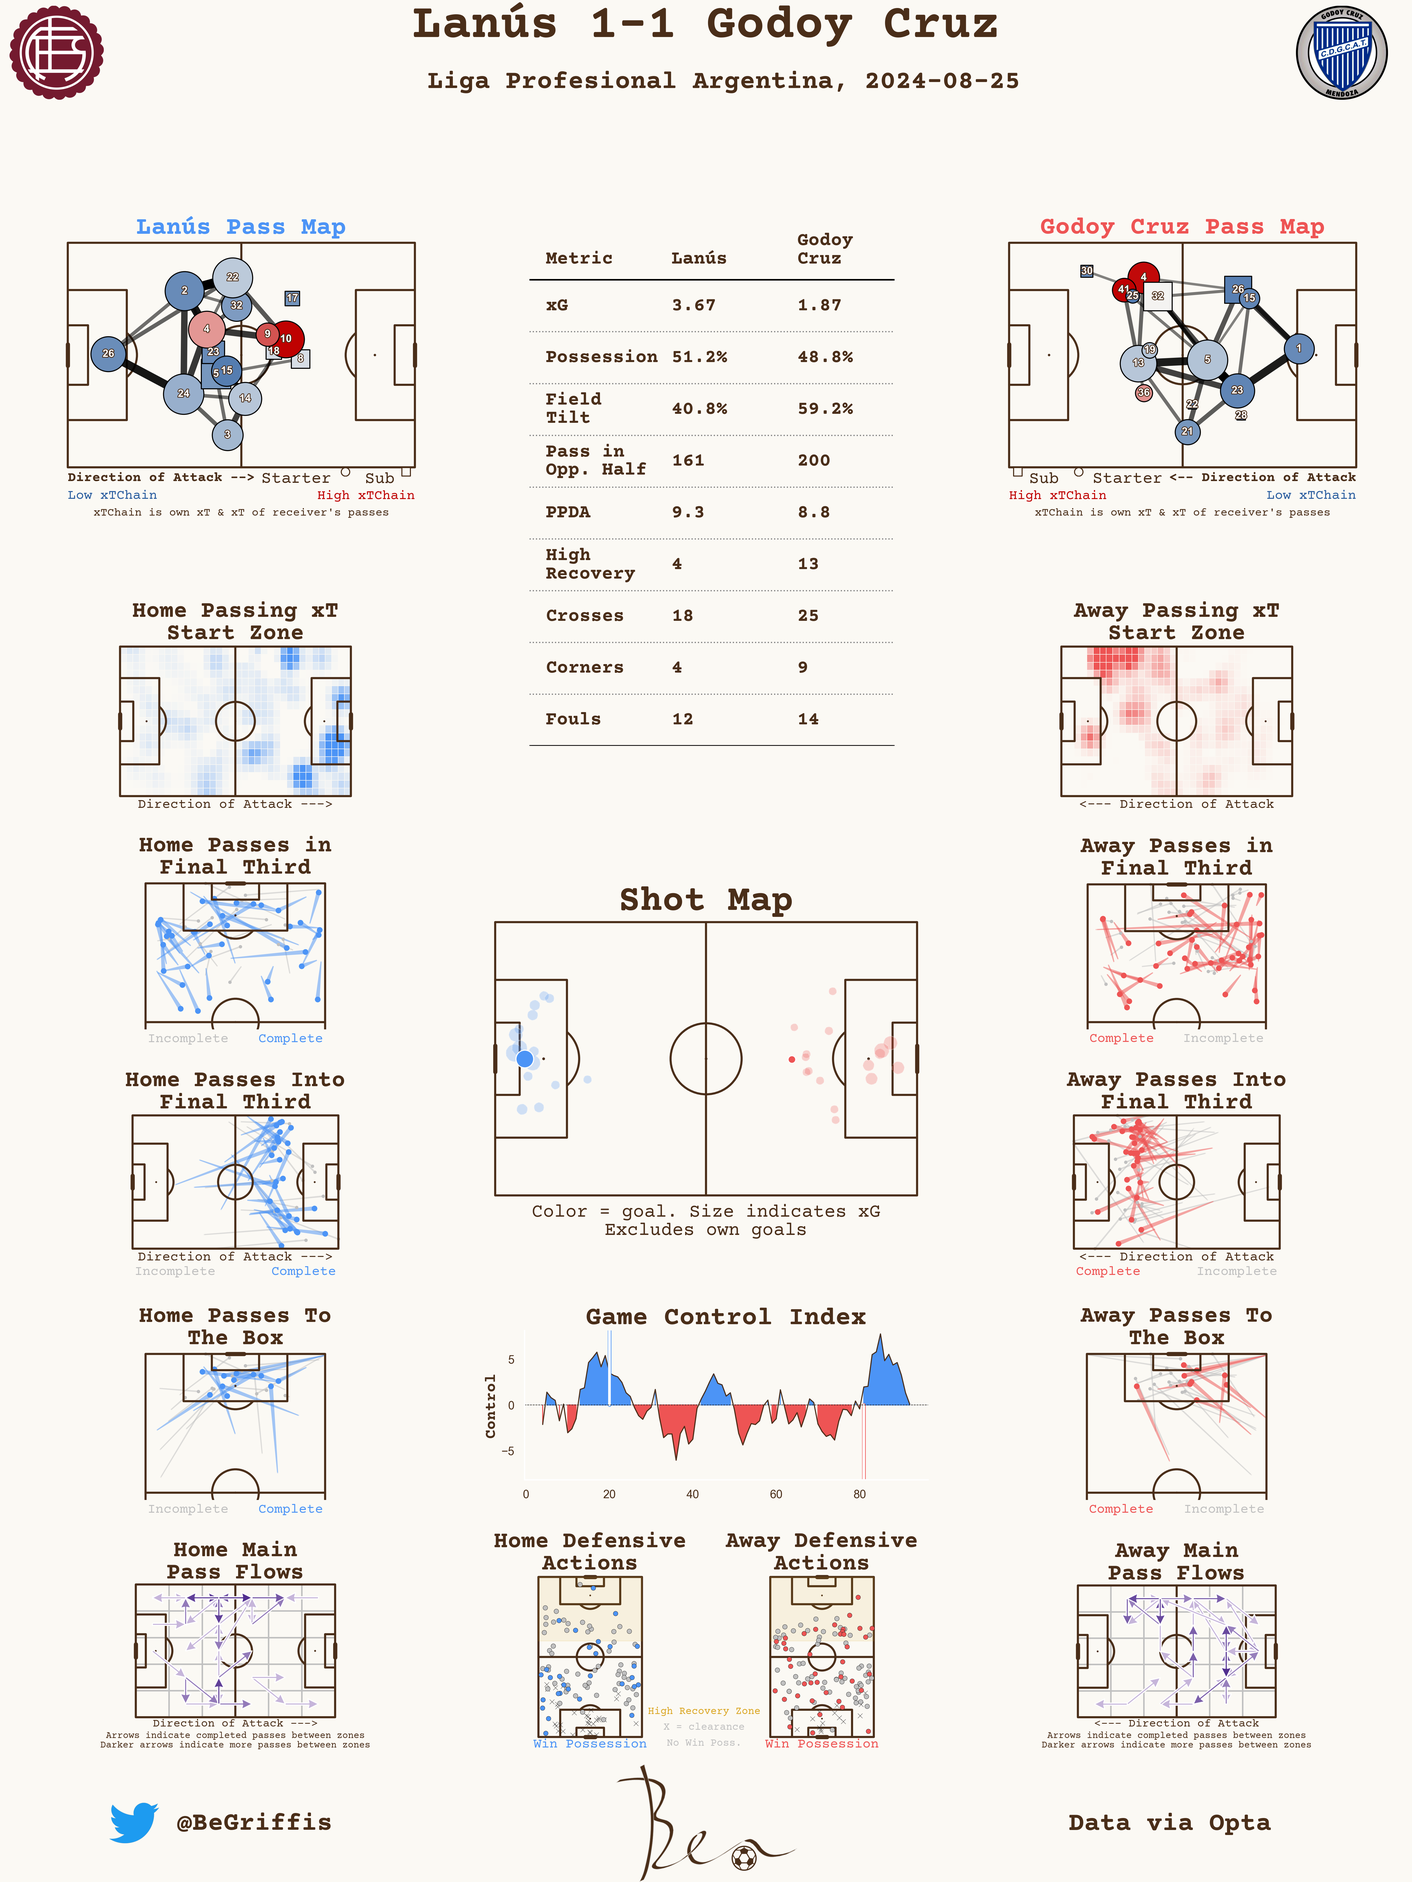 Lanús 1-1 Godoy Cruz
Liga Profesional Argentina, 2024-08-25
GODOY CRUZ
C.D.G.C.A.T.
MENDOZA
Lanús Pass Map
22
2
32
17
4
9
10
23
18
8
26
5
15
24
14
3
Direction of Attack --> Starter Sub
Low xTChain High xTChain
xTChain is own xT & xT of receiver's passes
Metric Lanús Godoy
Cruz
xG 3.67 1.87
Possession 51.2% 48.8%
Field
Tilt 40.8% 59.2%
Pass in
Opp. Half 161 200
PPDA 9.3 8.8
High
Recovery 4 13
Crosses 18 25
Corners 4 9
Fouls 12 14
Godoy Cruz Pass Map
30
4
41
25
32
26
15
19
13
5
1
36
22
23
28
21
Sub Starter <-- Direction of Attack
High xTChain Low xTChain
xTChain is own xT & xT of receiver's passes
Home Passing xT
Start Zone
Direction of Attack --->
Away Passing xT
Start Zone
<--- Direction of Attack
Home Passes in
Final Third
Incomplete Complete
Away Passes in
Final Third
Complete Incomplete
Shot Map
Color = goal. Size indicates xG
Excludes own goals
Home Passes Into
Final Third
Direction of Attack --->
Incomplete Complete
Away Passes Into
Final Third
<--- Direction of Attack
Complete Incomplete
Home Passes To
The Box
Incomplete Complete
Game Control Index
Control
5
0
−5
0 20 40 60 80
Away Passes To
The Box
Complete Incomplete
Home Main
Pass Flows
Direction of Attack --->
Arrows indicate completed passes between zones
Darker arrows indicate more passes between zones
Home Defensive
Actions
Win Possession
Away Defensive
Actions
Win Possession
High Recovery Zone
X = clearance
No Win Poss.
Away Main
Pass Flows
<--- Direction of Attack
Arrows indicate completed passes between zones
Darker arrows indicate more passes between zones
@BeGriffis
Ben
Data via Opta